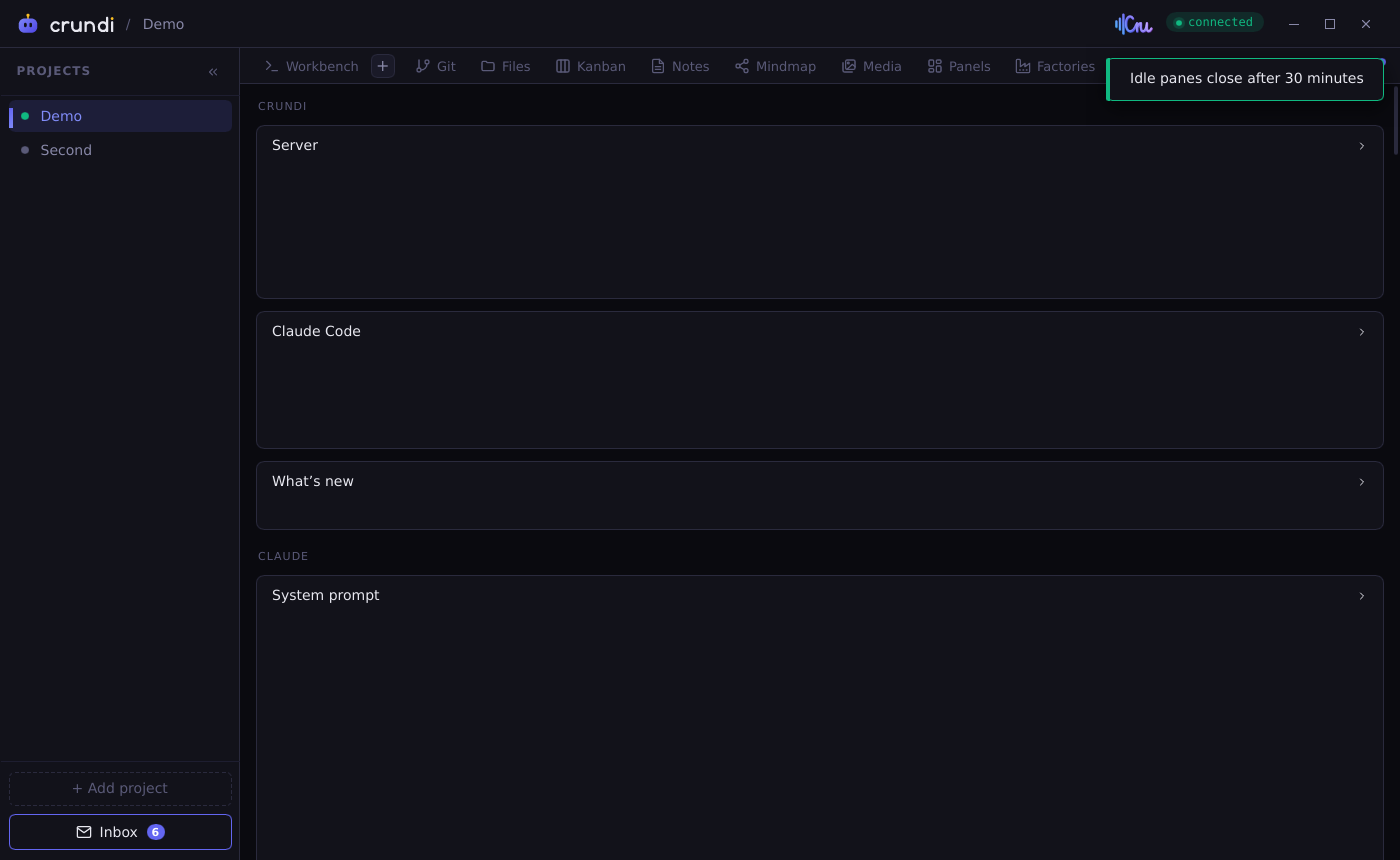 crundi / Demo
Cru
connected
PROJECTS
Demo
Second
+ Add project
Inbox 6
Workbench
+
Git
Files
Kanban
Notes
Mindmap
Media
Panels
Factories
Idle panes close after 30 minutes
CRUNDI
Server
Claude Code
What’s new
CLAUDE
System prompt